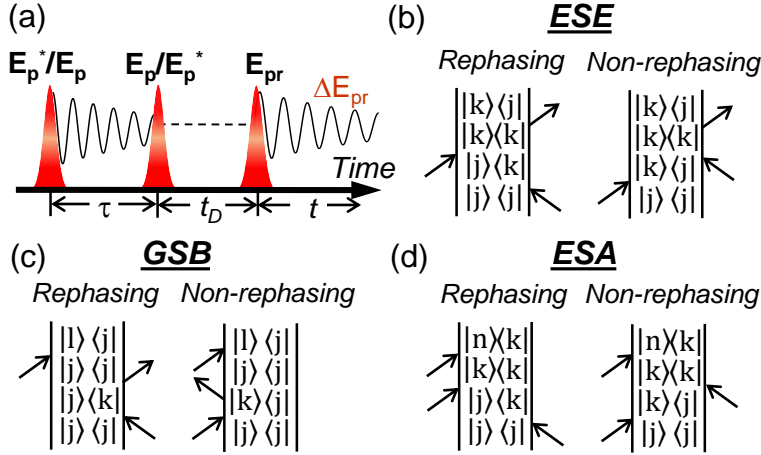 (a)
E_p^*/E_p E_p/E_p^* E_pr
ΔE_pr
Time
τ t_D t
(b) ESE
Rephasing Non-rephasing
|k⟩⟨j| |k⟩⟨j|
|k⟩⟨k| |k⟩⟨k|
|j⟩⟨k| |k⟩⟨j|
|j⟩⟨j| |j⟩⟨j|
(c) GSB
Rephasing Non-rephasing
|l⟩⟨j| |l⟩⟨j|
|j⟩⟨j| |j⟩⟨j|
|j⟩⟨k| |k⟩⟨j|
|j⟩⟨j| |j⟩⟨j|
(d) ESA
Rephasing Non-rephasing
|n⟩⟨k| |n⟩⟨k|
|k⟩⟨k| |k⟩⟨k|
|j⟩⟨k| |k⟩⟨j|
|j⟩⟨j| |j⟩⟨j|